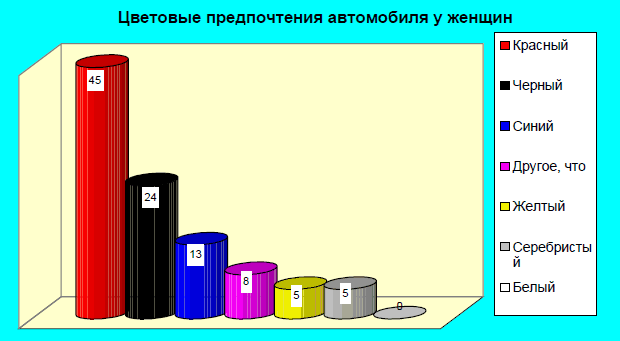 Цветовые предпочтения автомобиля у женщин
45
24
13
8
5
5
0
Красный
Черный
Синий
Другое, что
Желтый
Серебристы
й
Белый